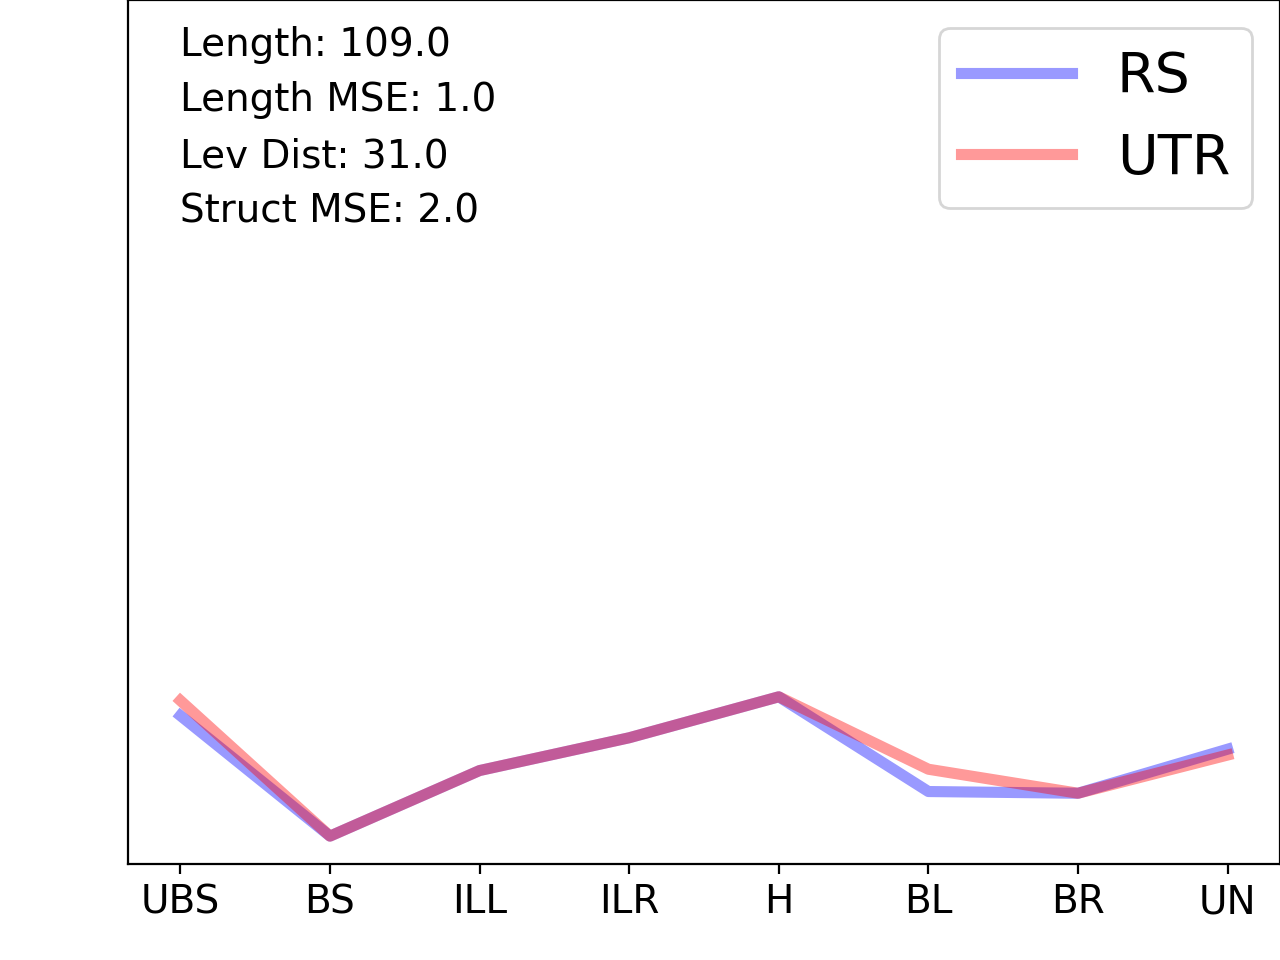 Length: 109.0
Length MSE: 1.0
Lev Dist: 31.0
Struct MSE: 2.0
RS
UTR
UBS BS ILL ILR H BL BR UN